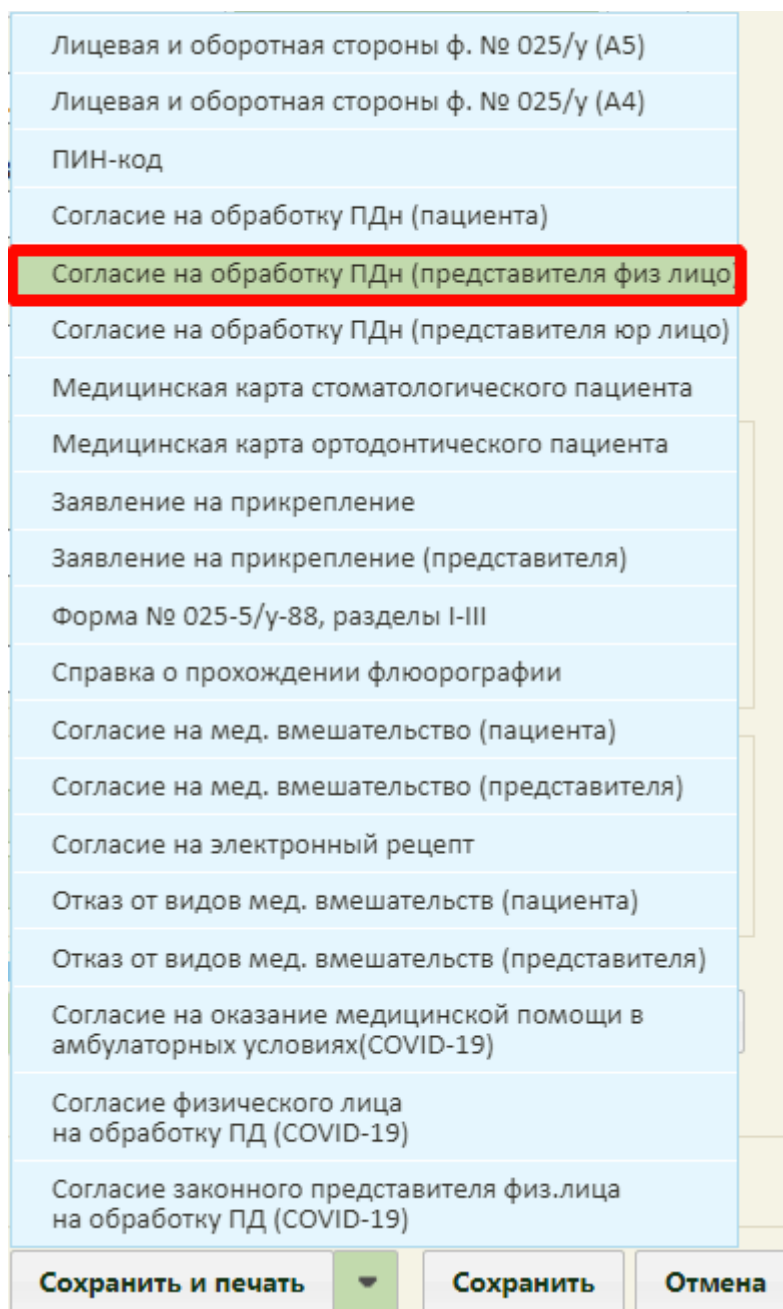 Лицевая и оборотная стороны ф. № 025/у (А5)
Лицевая и оборотная стороны ф. № 025/у (А4)
ПИН-код
Согласие на обработку ПДн (пациента)
Согласие на обработку ПДн (представителя физ лицо)
Согласие на обработку ПДн (представителя юр лицо)
Медицинская карта стоматологического пациента
Медицинская карта ортодонтического пациента
Заявление на прикрепление
Заявление на прикрепление (представителя)
Форма № 025-5/у-88, разделы I-III
Справка о прохождении флюорографии
Согласие на мед. вмешательство (пациента)
Согласие на мед. вмешательство (представителя)
Согласие на электронный рецепт
Отказ от видов мед. вмешательств (пациента)
Отказ от видов мед. вмешательств (представителя)
Согласие на оказание медицинской помощи в
амбулаторных условиях(COVID-19)
Согласие физического лица
на обработку ПД (COVID-19)
Согласие законного представителя физ.лица
на обработку ПД (COVID-19)
Сохранить и печать Сохранить Отмена